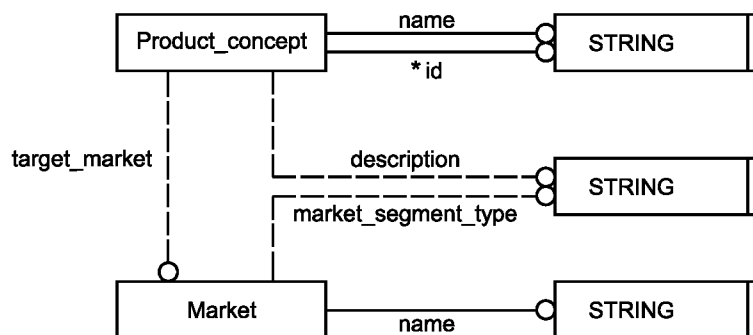 name
Product_concept
STRING
* id
target_market
description
STRING
market_segment_type
Market
STRING
name